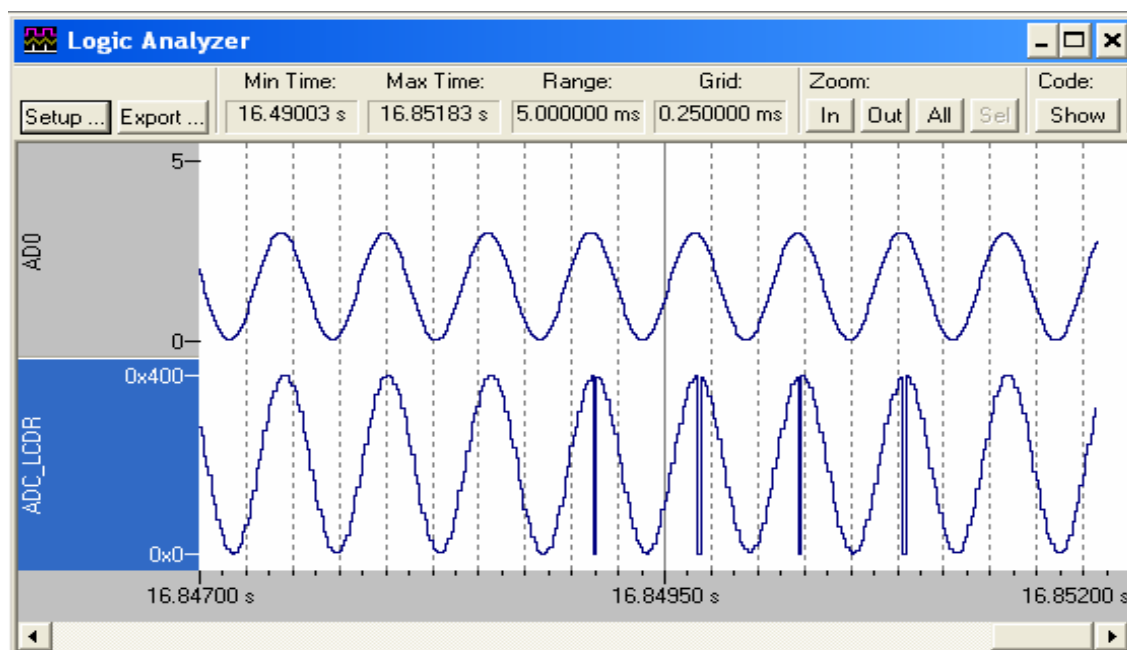 Logic Analyzer
Min Time: Max Time: Range: Grid: Zoom: Code:
Setup ... Export ... 16.49003 s 16.85183 s 5.000000 ms 0.250000 ms In Out All Sel Show
5
AD0
0
0x400
ADC_LCDR
0x0
16.84700 s 16.84950 s 16.85200 s